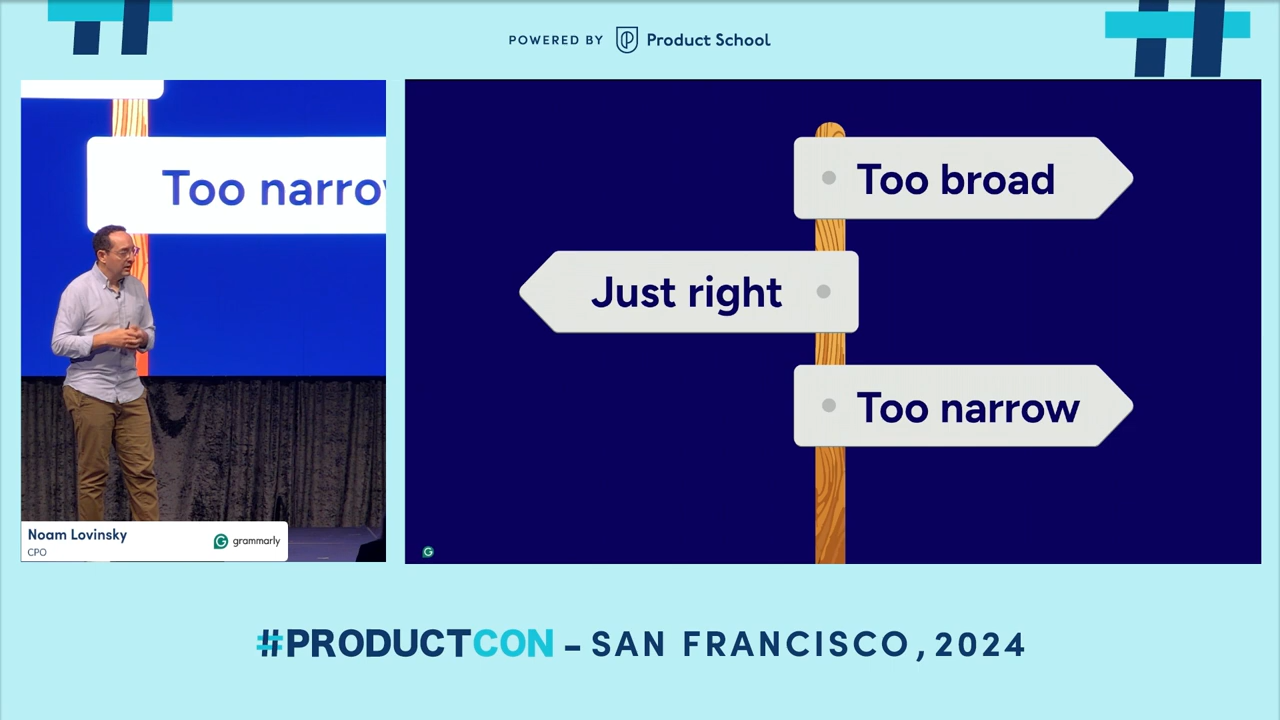 POWERED BY Product School
Too narrow
Noam Lovinsky
CPO
grammarly
Too broad
Just right
Too narrow
#PRODUCTCON – SAN FRANCISCO, 2024